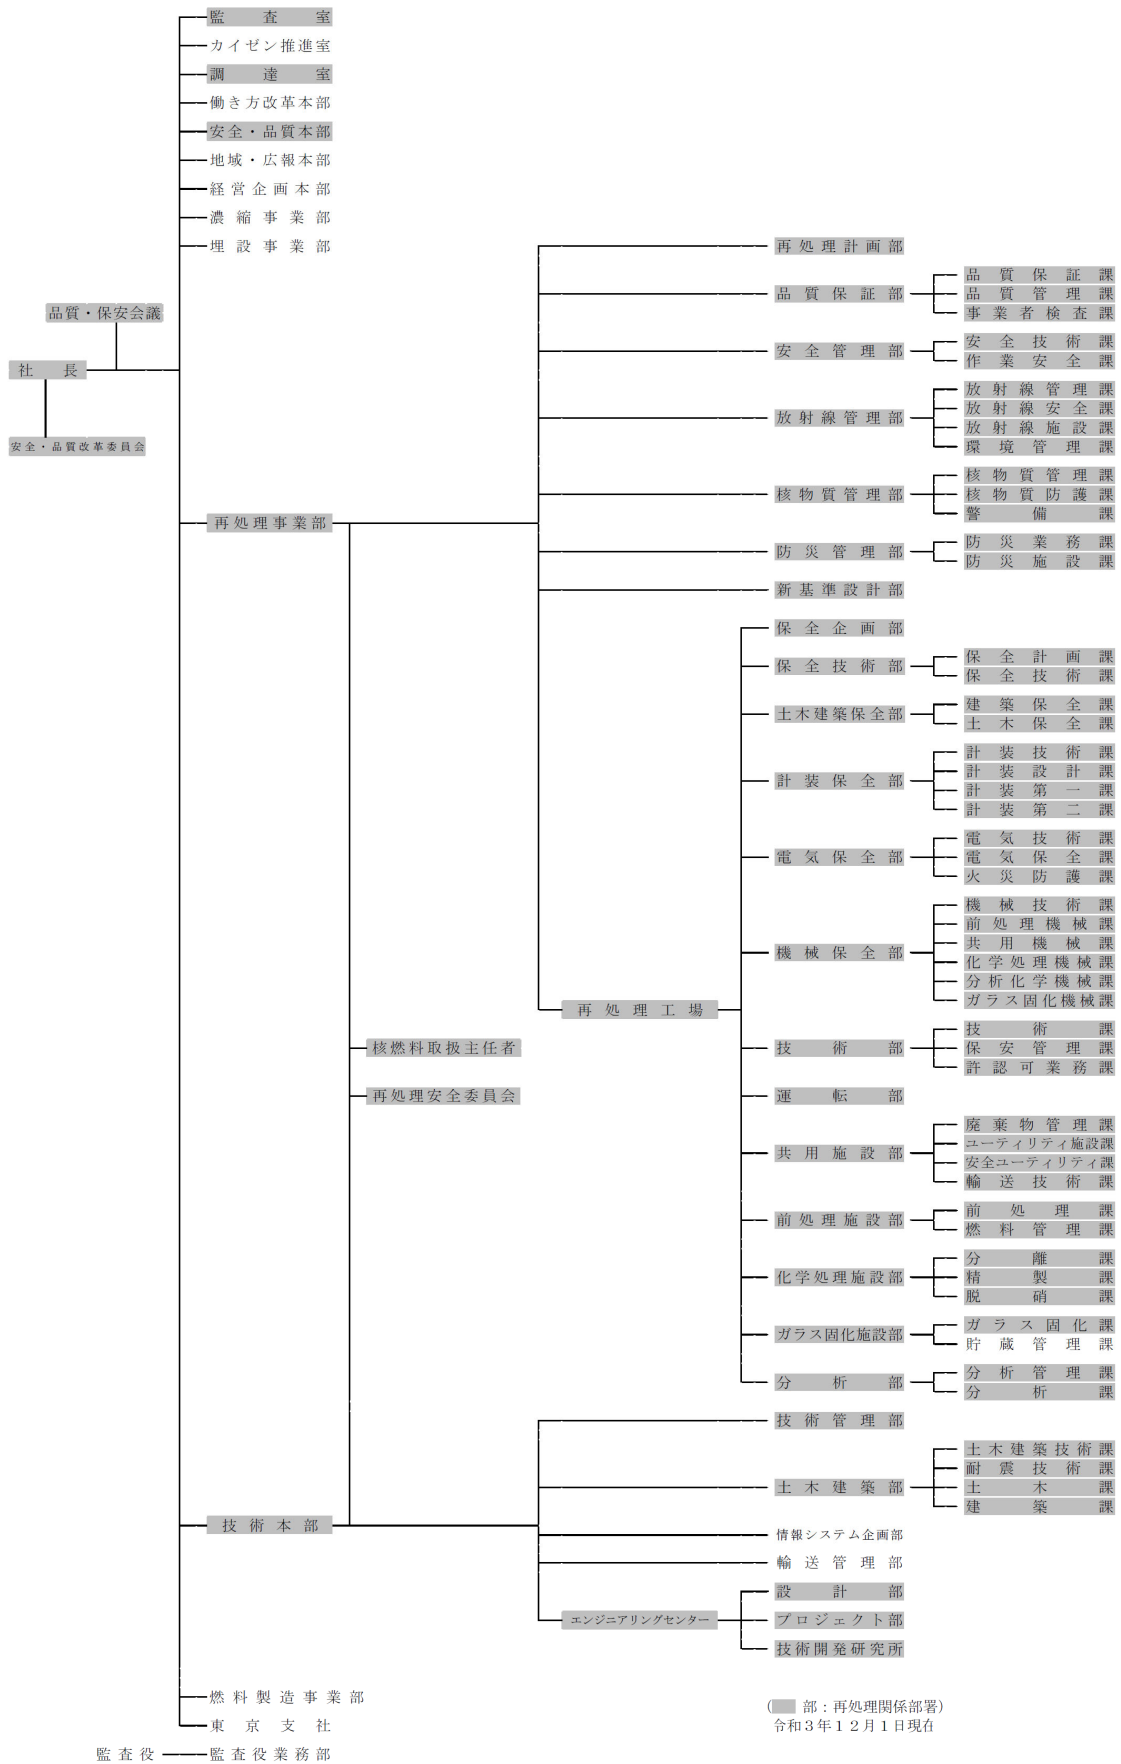 監査室
カイゼン推進室
調達室
働き方改革本部
安全・品質本部
地域・広報本部
経営企画本部
濃縮事業部
埋設事業部
品質・保安会議
社長
安全・品質改革委員会
再処理事業部
再処理計画部
品質保証部
品質保証課
品質管理課
事業者検査課
安全管理部
安全技術課
作業安全課
放射線管理部
放射線管理課
放射線安全課
放射線施設課
環境管理課
核物質管理部
核物質管理課
核物質防護課
警備課
防災管理部
防災業務課
防災施設課
新基準設計部
再処理工場
保全企画部
保全技術部
保全計画課
保全技術課
土木建築保全部
建築保全課
土木保全課
計装保全部
計装技術課
計装設計課
計装第一課
計装第二課
電気保全部
電気技術課
電気保全課
火災防護課
機械保全部
機械技術課
前処理機械課
共用機械課
化学処理機械課
分析化学機械課
ガラス固化機械課
技術部
技術課
保安管理課
許認可業務課
運転部
共用施設部
廃棄物管理課
ユーティリティ施設課
安全ユーティリティ課
輸送技術課
前処理施設部
前処理課
燃料管理課
化学処理施設部
分離課
精製課
脱硝課
ガラス固化施設部
ガラス固化課
貯蔵管理課
分析部
分析管理課
分析課
核燃料取扱主任者
再処理安全委員会
技術本部
技術管理部
土木建築部
土木建築技術課
耐震技術課
土木課
建築課
情報システム企画部
輸送管理部
エンジニアリングセンター
設計部
プロジェクト部
技術開発研究所
燃料製造事業部
東京支社
監査役
監査役業務部
(　部：再処理関係部署)
令和３年１２月１日現在